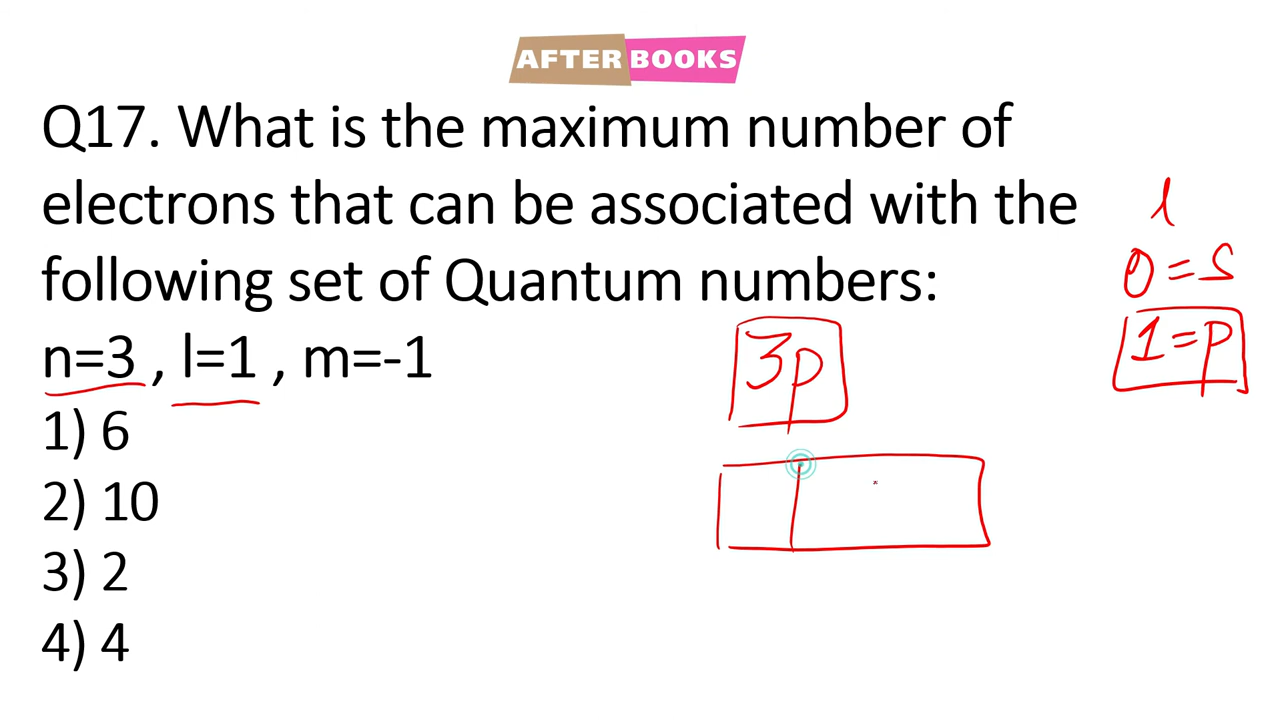 AFTER BOOKS
Q17. What is the maximum number of
electrons that can be associated with the
following set of Quantum numbers:
n=3 , l=1 , m=-1
1) 6
2) 10
3) 2
4) 4
l
0=s
1=p
3p